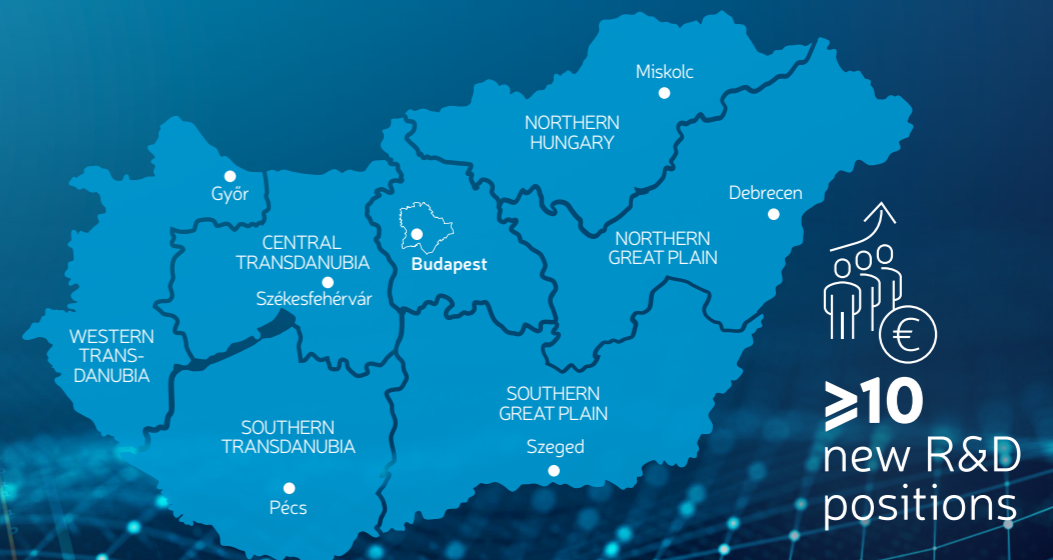 Miskolc
NORTHERN
HUNGARY
Győr
Debrecen
CENTRAL
TRANSDANUBIA
Budapest
NORTHERN
GREAT PLAIN
Székesfehérvár
WESTERN
TRANS-
DANUBIA
SOUTHERN
GREAT PLAIN
SOUTHERN
TRANSDANUBIA
Szeged
Pécs
€
⩾10
new R&D
positions